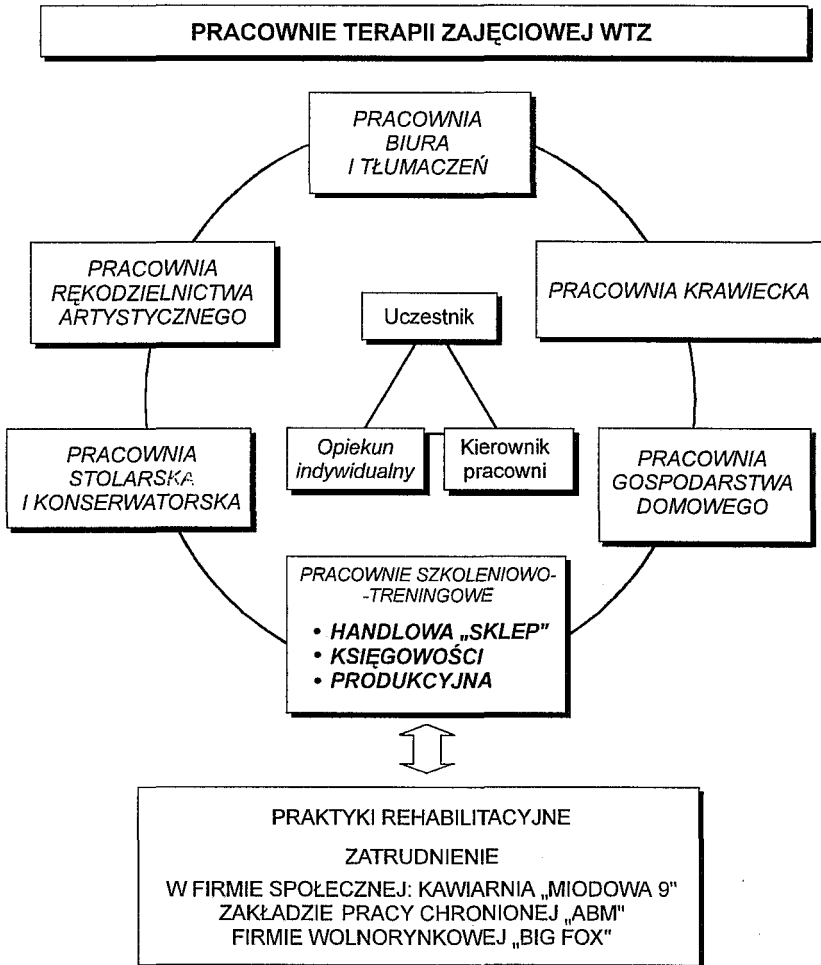 PRACOWNIE TERAPII ZAJĘCIOWEJ WTZ
PRACOWNIA
BIURA
I TŁUMACZEŃ
PRACOWNIA
RĘKODZIELNICTWA
ARTYSTYCZNEGO
PRACOWNIA KRAWIECKA
Uczestnik
Opiekun
indywidualny
Kierownik
pracowni
PRACOWNIA
STOLARSKA
I KONSERWATORSKA
PRACOWNIA
GOSPODARSTWA
DOMOWEGO
PRACOWNIE SZKOLENIOWO-
-TRENINGOWE
• HANDLOWA „SKLEP"
• KSIĘGOWOŚCI
• PRODUKCYJNA
PRAKTYKI REHABILITACYJNE
ZATRUDNIENIE
W FIRMIE SPOŁECZNEJ: KAWIARNIA „MIODOWA 9"
ZAKŁADZIE PRACY CHRONIONEJ „ABM"
FIRMIE WOLNORYNKOWEJ „BIG FOX"